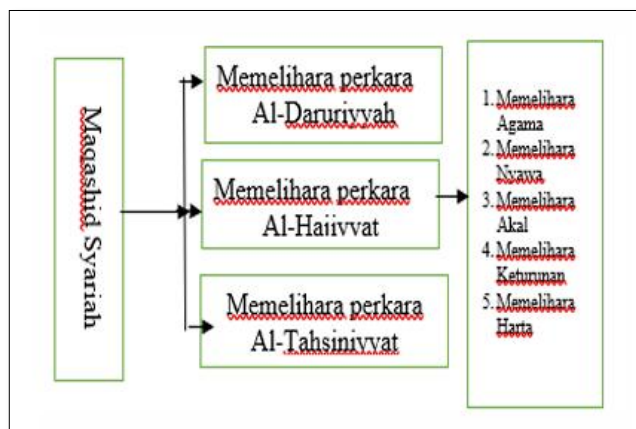 Maqashid Syariah
Memelihara perkara
Al-Daruriyyah
Memelihara perkara
Al-Hajiyyat
Memelihara perkara
Al-Tahsiniyyat
1. Memelihara
Agama
2. Memelihara
Nyawa
3. Memelihara
Akal
4. Memelihara
Keturunan
5. Memelihara
Harta